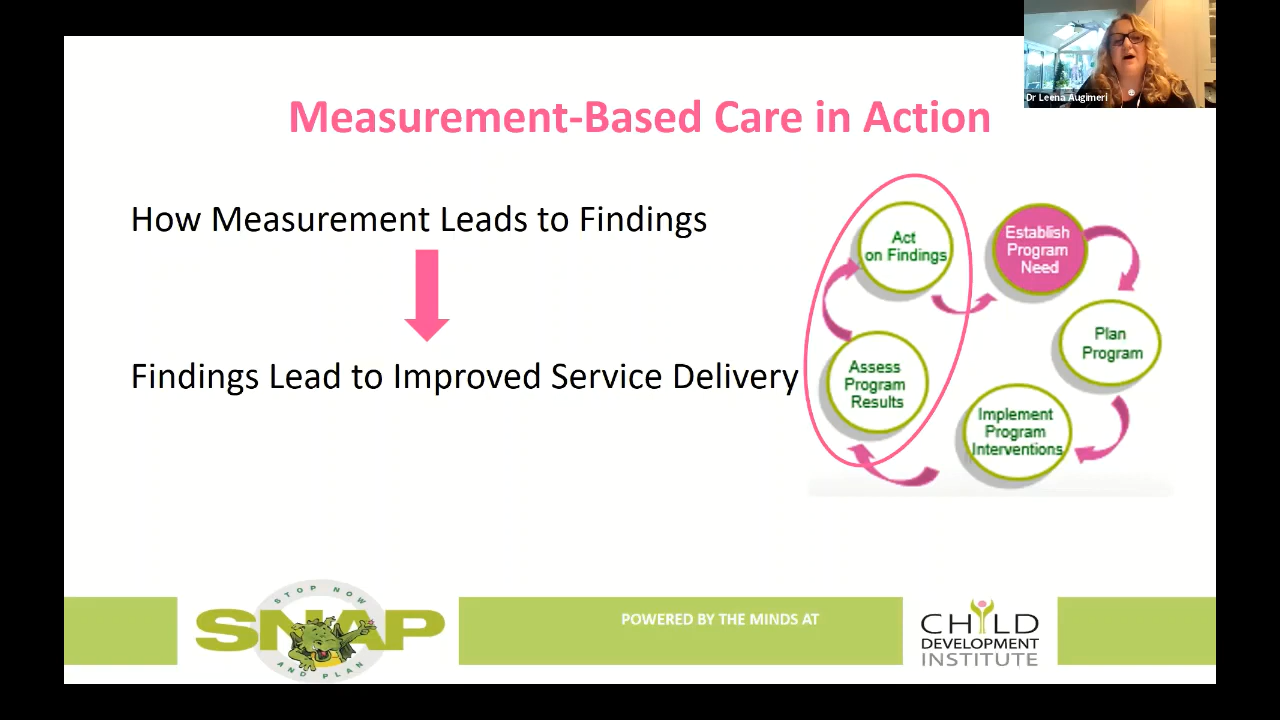 Dr Leena Augimeri
Measurement-Based Care in Action
How Measurement Leads to Findings
Findings Lead to Improved Service Delivery
Act
on Findings
Establish
Program
Need
Plan
Program
Implement
Program
Interventions
Assess
Program
Results
STOP NOW
SNAP
AND PLAN
POWERED BY THE MINDS AT
CHILD
DEVELOPMENT
INSTITUTE